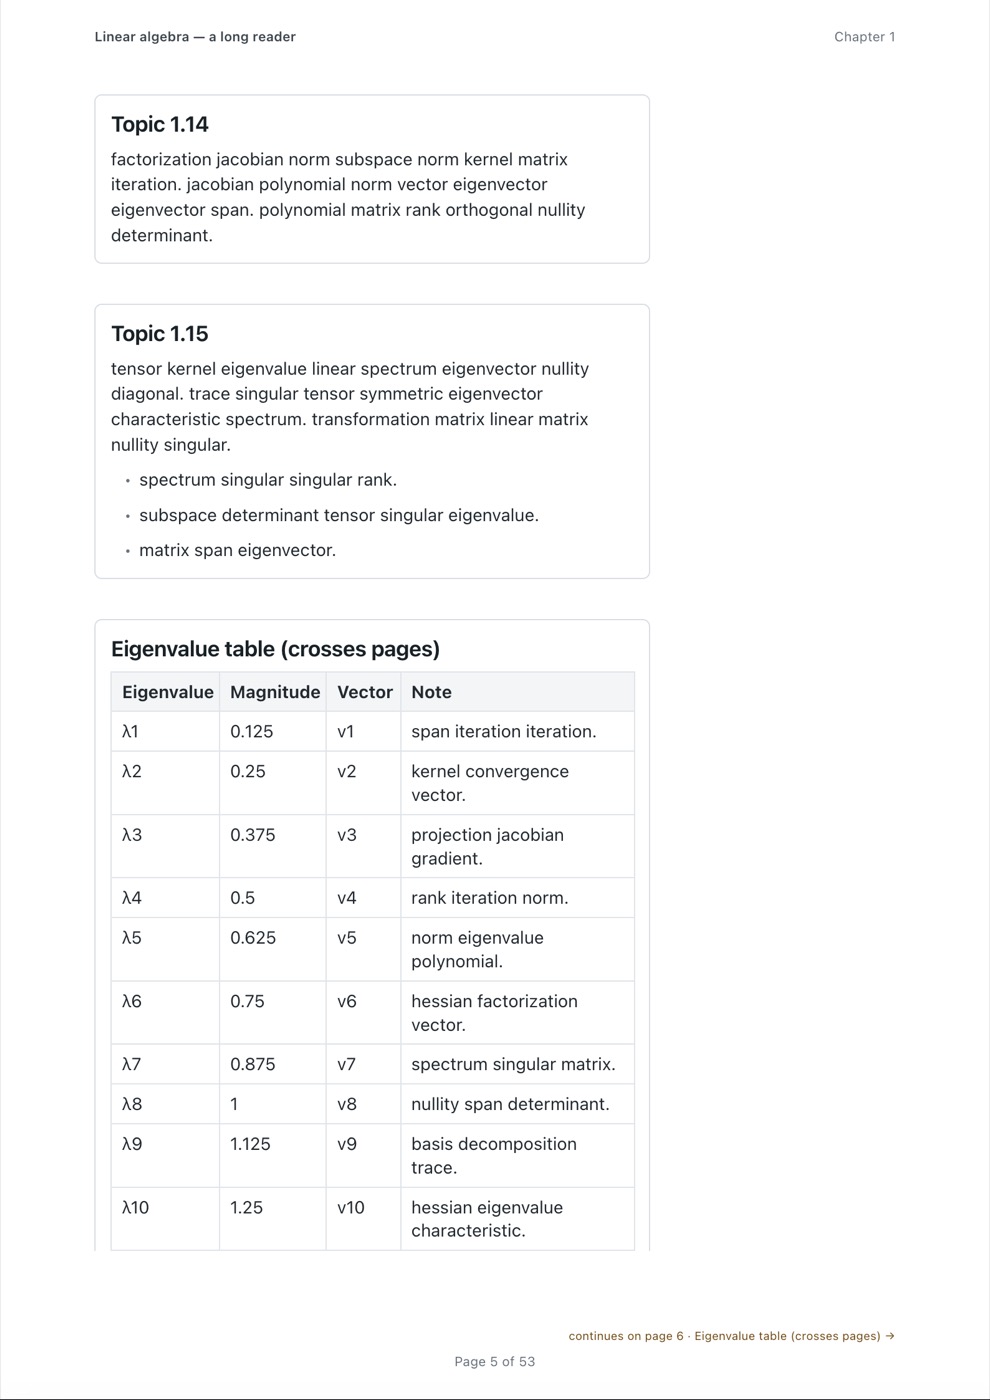 Linear algebra — a long reader
Chapter 1
Topic 1.14
factorization jacobian norm subspace norm kernel matrix
iteration. jacobian polynomial norm vector eigenvector
eigenvector span. polynomial matrix rank orthogonal nullity
determinant.
Topic 1.15
tensor kernel eigenvalue linear spectrum eigenvector nullity
diagonal. trace singular tensor symmetric eigenvector
characteristic spectrum. transformation matrix linear matrix
nullity singular.
• spectrum singular singular rank.
• subspace determinant tensor singular eigenvalue.
• matrix span eigenvector.
Eigenvalue table (crosses pages)
Eigenvalue Magnitude Vector Note
λ1 0.125 v1 span iteration iteration.
λ2 0.25 v2 kernel convergence
vector.
λ3 0.375 v3 projection jacobian
gradient.
λ4 0.5 v4 rank iteration norm.
λ5 0.625 v5 norm eigenvalue
polynomial.
λ6 0.75 v6 hessian factorization
vector.
λ7 0.875 v7 spectrum singular matrix.
λ8 1 v8 nullity span determinant.
λ9 1.125 v9 basis decomposition
trace.
λ10 1.25 v10 hessian eigenvalue
characteristic.
continues on page 6 · Eigenvalue table (crosses pages) →
Page 5 of 53